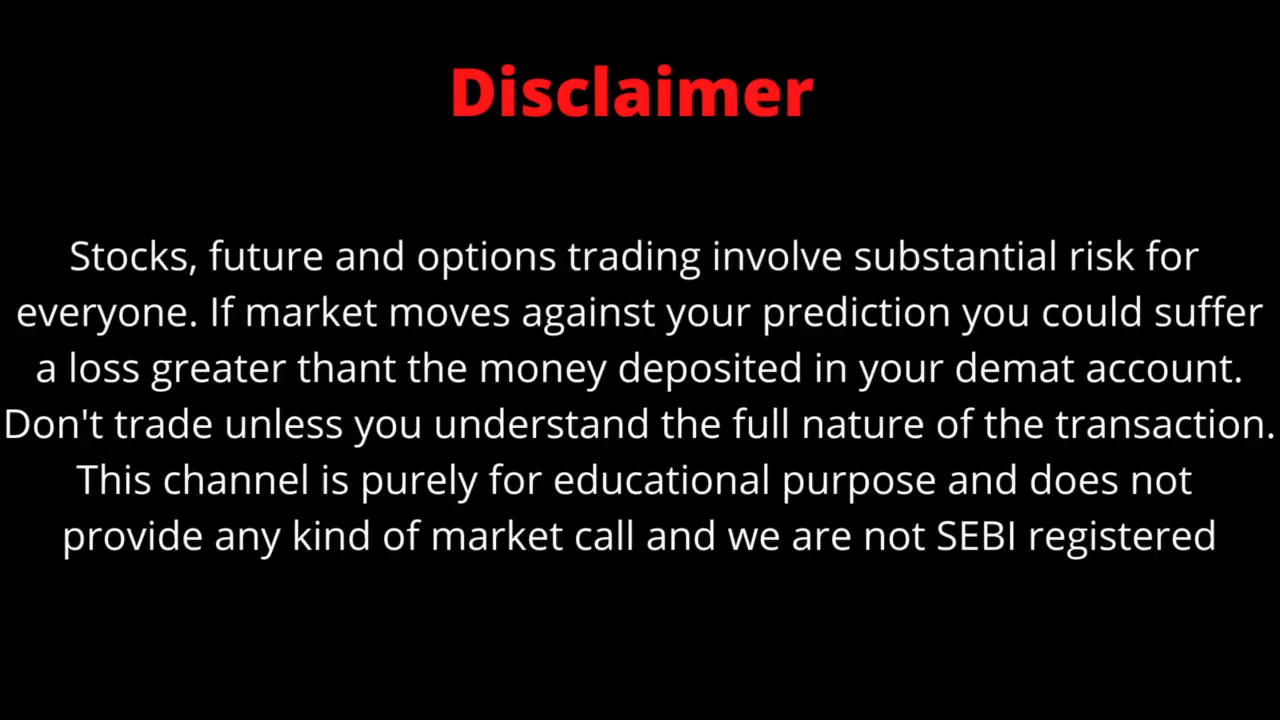 Disclaimer
Stocks, future and options trading involve substantial risk for
everyone. If market moves against your prediction you could suffer
a loss greater thant the money deposited in your demat account.
Don't trade unless you understand the full nature of the transaction.
This channel is purely for educational purpose and does not
provide any kind of market call and we are not SEBI registered